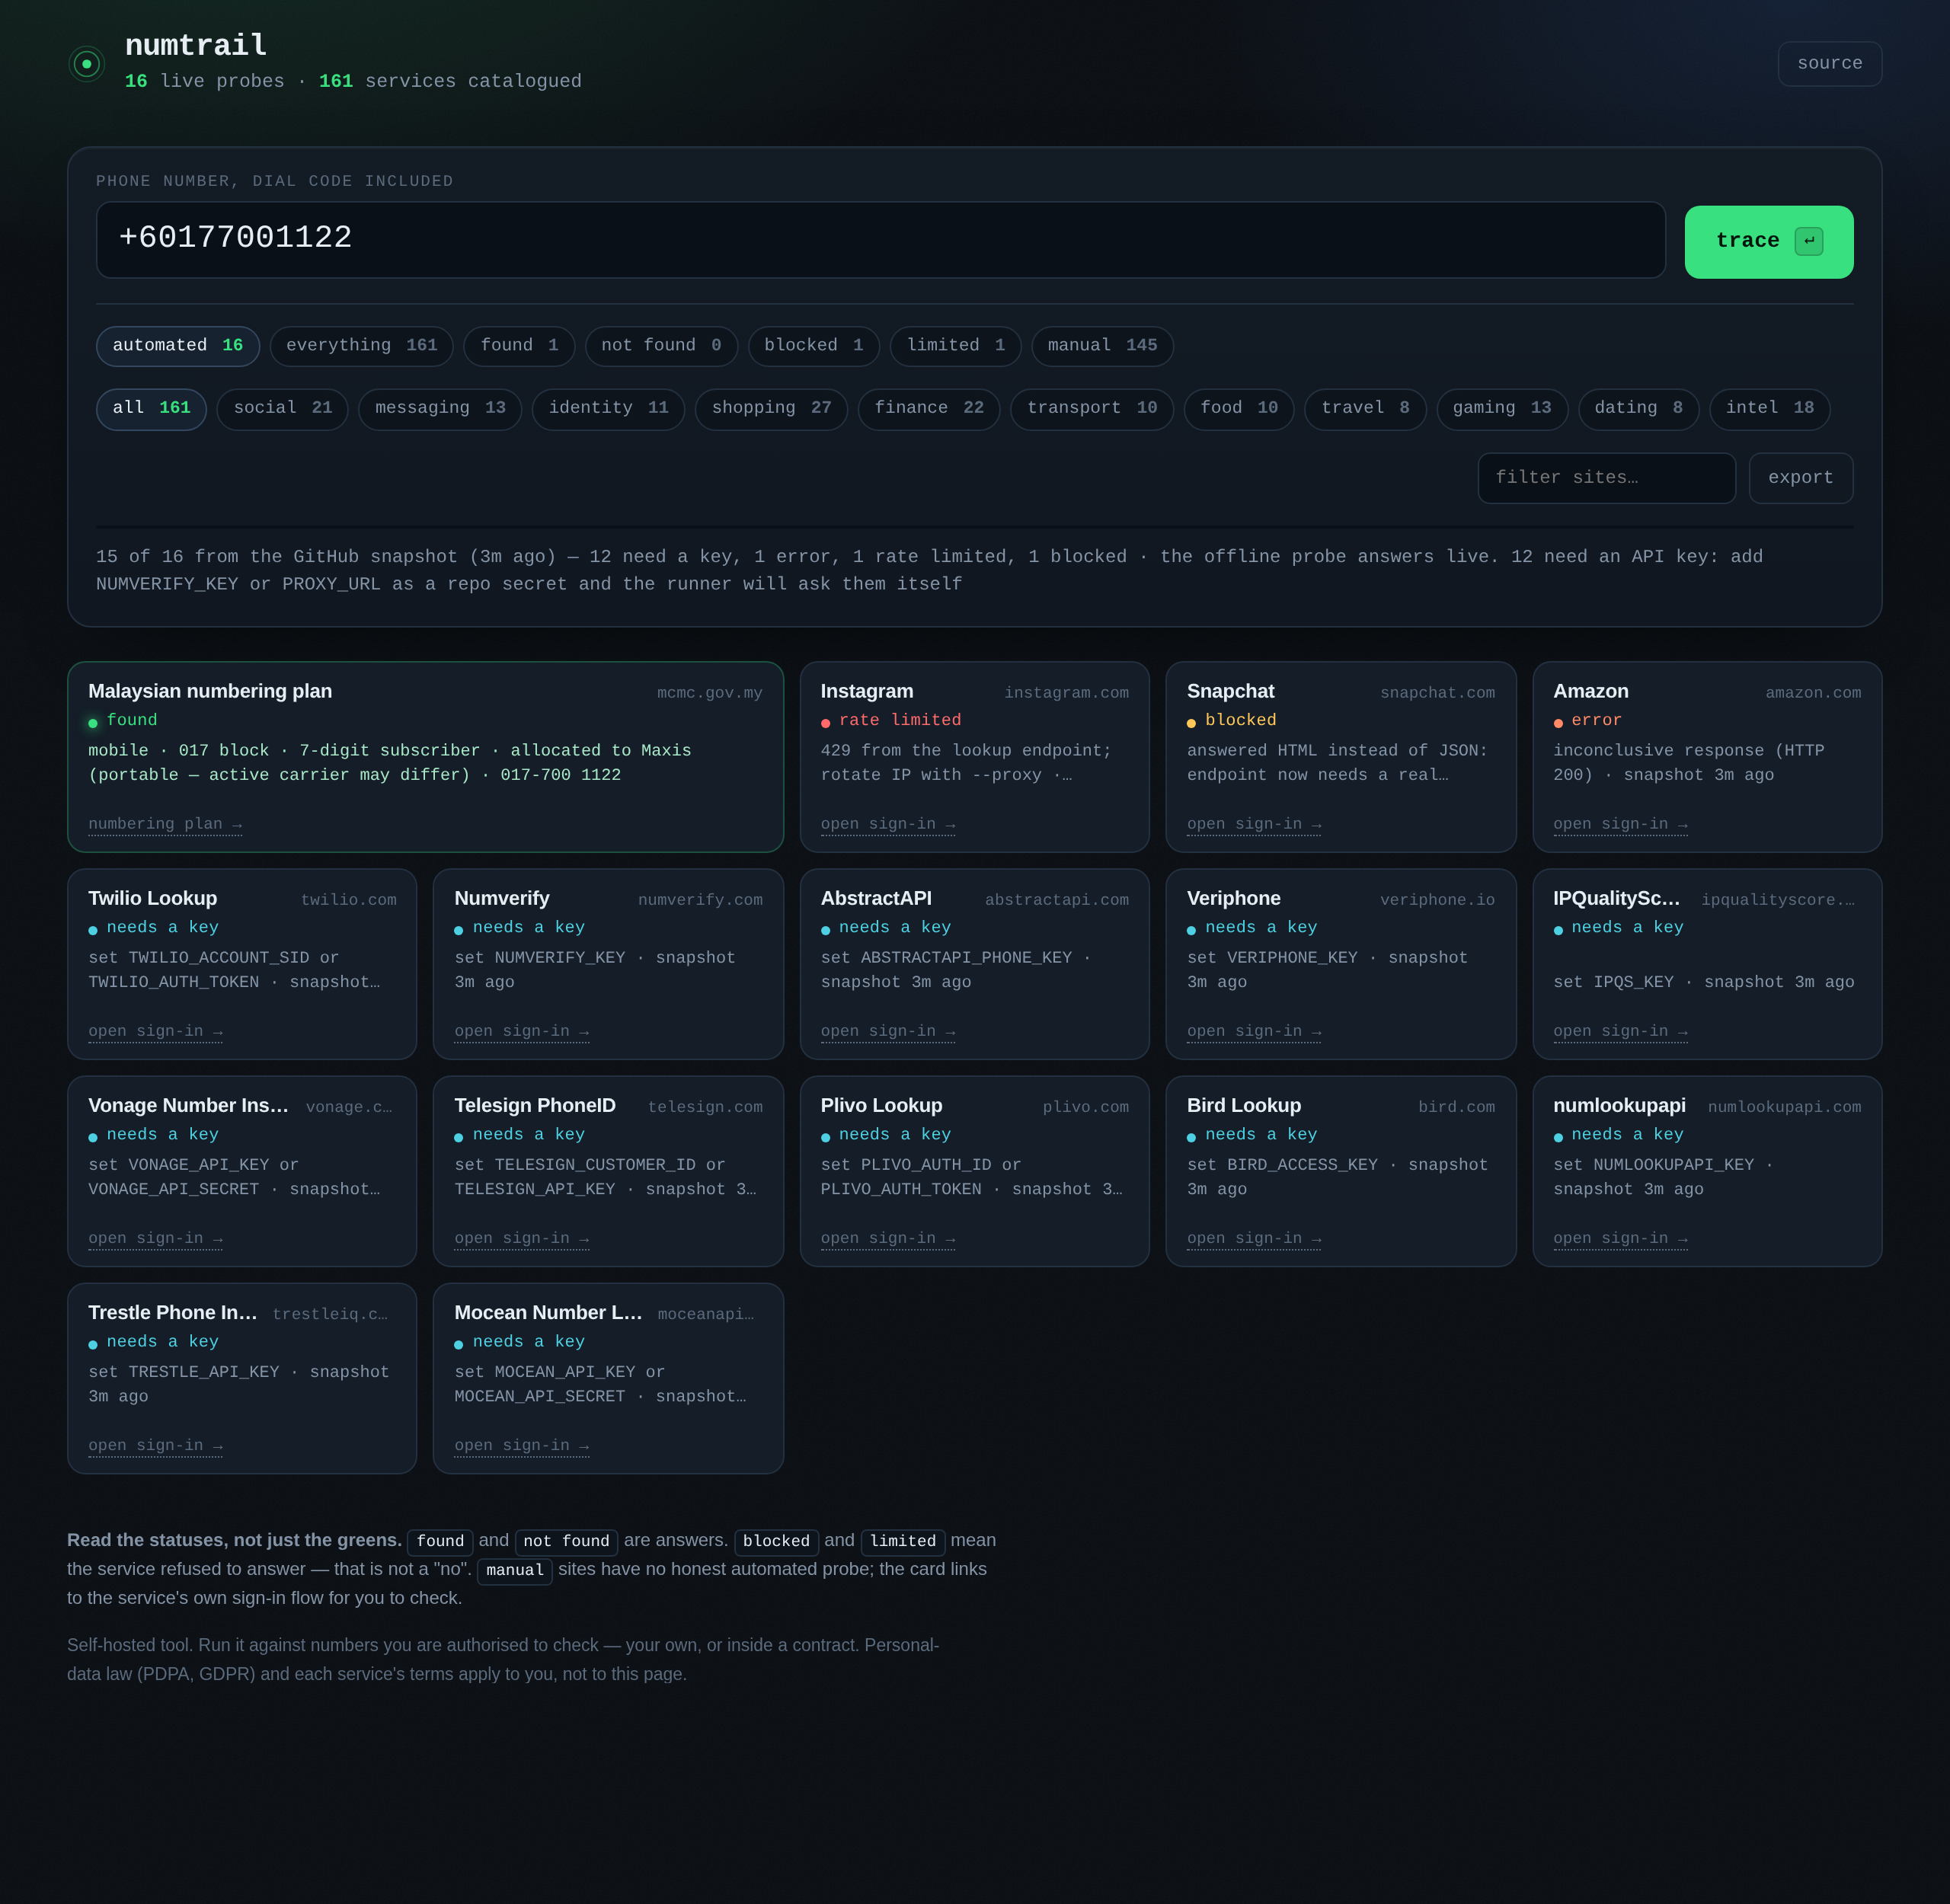 numtrail
16 live probes · 161 services catalogued
source
PHONE NUMBER, DIAL CODE INCLUDED
+60177001122
trace ↵
automated 16 everything 161 found 1 not found 0 blocked 1 limited 1 manual 145
all 161 social 21 messaging 13 identity 11 shopping 27 finance 22 transport 10 food 10 travel 8 gaming 13 dating 8 intel 18
filter sites… export
15 of 16 from the GitHub snapshot (3m ago) — 12 need a key, 1 error, 1 rate limited, 1 blocked · the offline probe answers live. 12 need an API key: add
NUMVERIFY_KEY or PROXY_URL as a repo secret and the runner will ask them itself
Malaysian numbering plan mcmc.gov.my
found
mobile · 017 block · 7-digit subscriber · allocated to Maxis
(portable — active carrier may differ) · 017-700 1122
numbering plan →
Instagram instagram.com
rate limited
429 from the lookup endpoint;
rotate IP with --proxy ·…
open sign-in →
Snapchat snapchat.com
blocked
answered HTML instead of JSON:
endpoint now needs a real…
open sign-in →
Amazon amazon.com
error
inconclusive response (HTTP
200) · snapshot 3m ago
open sign-in →
Twilio Lookup twilio.com
needs a key
set TWILIO_ACCOUNT_SID or
TWILIO_AUTH_TOKEN · snapshot…
open sign-in →
Numverify numverify.com
needs a key
set NUMVERIFY_KEY · snapshot
3m ago
open sign-in →
AbstractAPI abstractapi.com
needs a key
set ABSTRACTAPI_PHONE_KEY ·
snapshot 3m ago
open sign-in →
Veriphone veriphone.io
needs a key
set VERIPHONE_KEY · snapshot
3m ago
open sign-in →
IPQualitySc… ipqualityscore.…
needs a key
set IPQS_KEY · snapshot 3m ago
open sign-in →
Vonage Number Ins… vonage.c…
needs a key
set VONAGE_API_KEY or
VONAGE_API_SECRET · snapshot…
open sign-in →
Telesign PhoneID telesign.com
needs a key
set TELESIGN_CUSTOMER_ID or
TELESIGN_API_KEY · snapshot 3…
open sign-in →
Plivo Lookup plivo.com
needs a key
set PLIVO_AUTH_ID or
PLIVO_AUTH_TOKEN · snapshot 3…
open sign-in →
Bird Lookup bird.com
needs a key
set BIRD_ACCESS_KEY · snapshot
3m ago
open sign-in →
numlookupapi numlookupapi.com
needs a key
set NUMLOOKUPAPI_KEY ·
snapshot 3m ago
open sign-in →
Trestle Phone In… trestleiq.c…
needs a key
set TRESTLE_API_KEY · snapshot
3m ago
open sign-in →
Mocean Number L… moceanapi…
needs a key
set MOCEAN_API_KEY or
MOCEAN_API_SECRET · snapshot…
open sign-in →
Read the statuses, not just the greens. found and not found are answers. blocked and limited mean
the service refused to answer — that is not a "no". manual sites have no honest automated probe; the card links
to the service's own sign-in flow for you to check.
Self-hosted tool. Run it against numbers you are authorised to check — your own, or inside a contract. Personal-
data law (PDPA, GDPR) and each service's terms apply to you, not to this page.